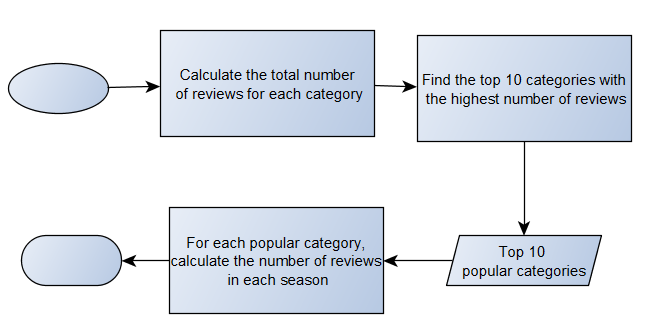 Calculate the total number
of reviews for each category
Find the top 10 categories with
the highest number of reviews
Top 10
popular categories
For each popular category,
calculate the number of reviews
in each season